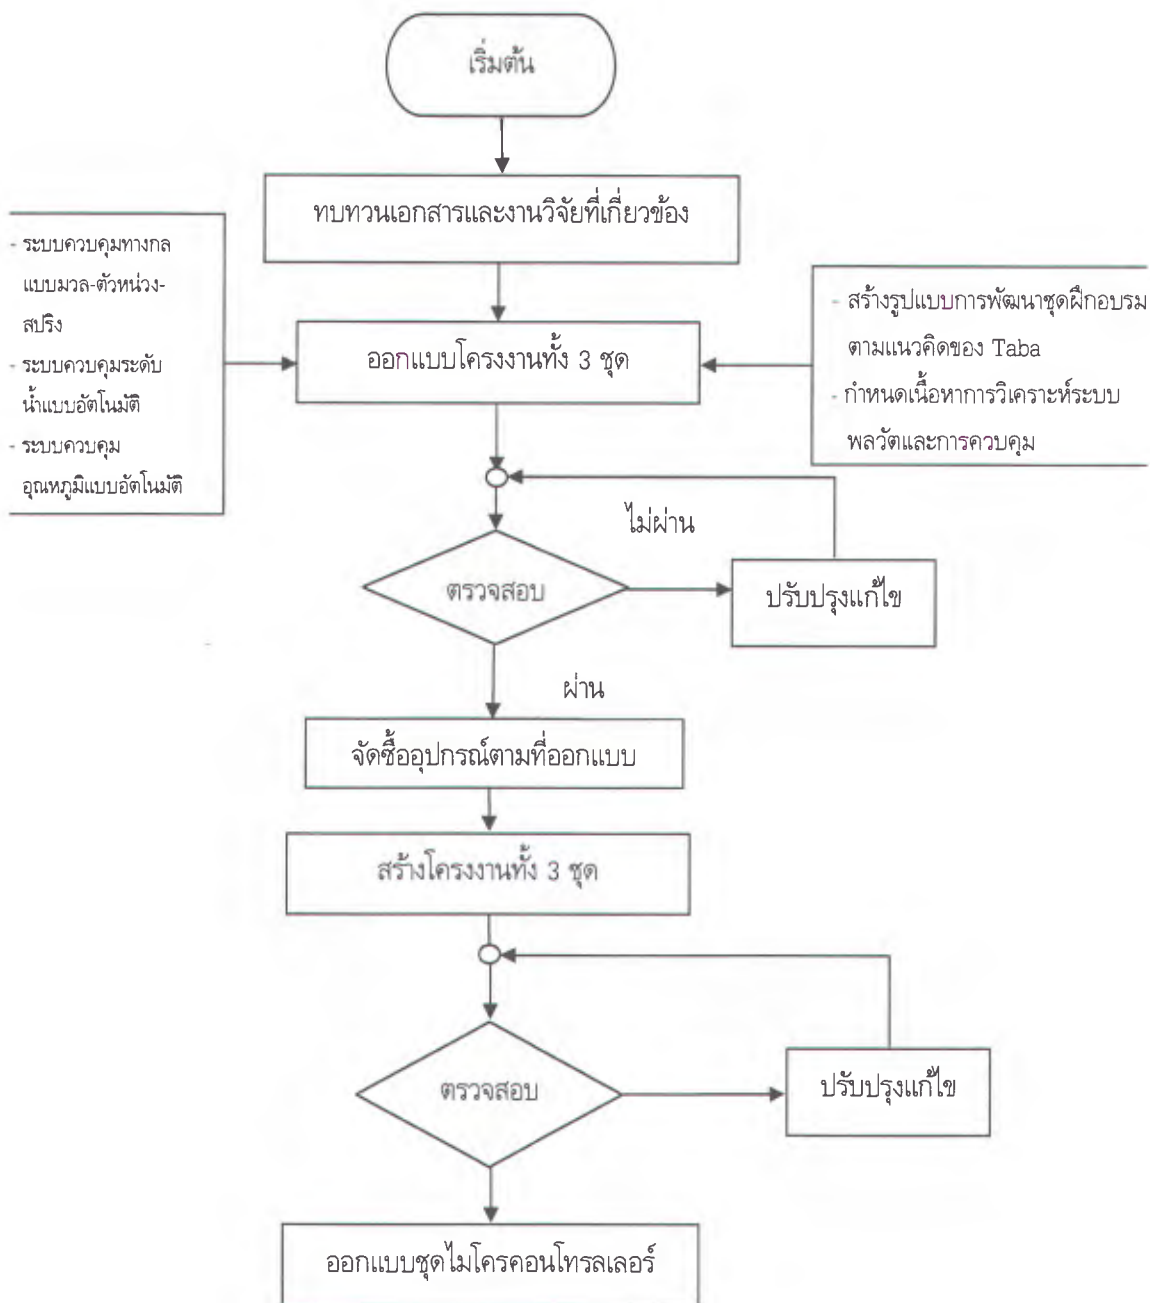 เริ่มต้น
ทบทวนเอกสารและงานวิจัยที่เกี่ยวข้อง
- ระบบควบคุมทางกล
แบบมวล-ตัวหน่วง-
สปริง
- ระบบควบคุมระดับ
น้ำแบบอัตโนมัติ
- ระบบควบคุม
อุณหภูมิแบบอัตโนมัติ
ออกแบบโครงงานทั้ง 3 ชุด
- สร้างรูปแบบการพัฒนาชุดฝึกอบรม
ตามแนวคิดของ Taba
- กำหนดเนื้อหาการวิเคราะห์ระบบ
พลวัตและการควบคุม
ไม่ผ่าน
ตรวจสอบ
ปรับปรุงแก้ไข
ผ่าน
จัดซื้ออุปกรณ์ตามที่ออกแบบ
สร้างโครงงานทั้ง 3 ชุด
ตรวจสอบ
ปรับปรุงแก้ไข
ออกแบบชุดไมโครคอนโทรลเลอร์